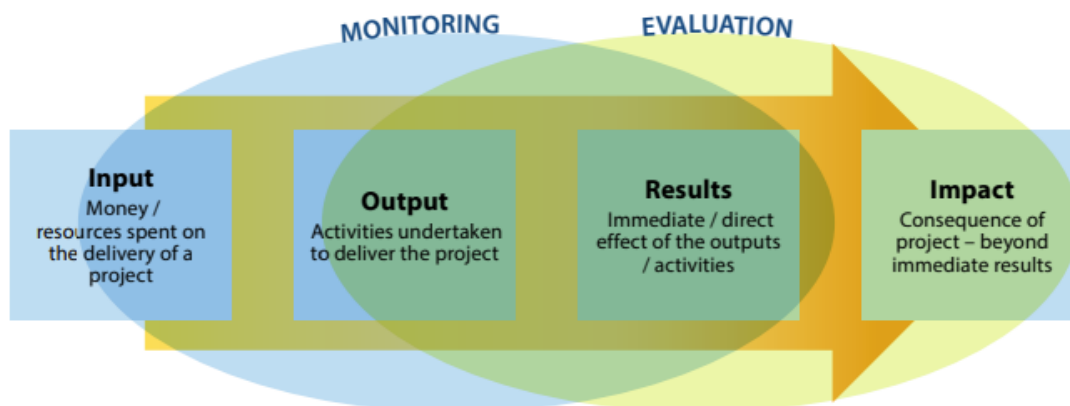 MONITORING
EVALUATION
Input
Money /
resources spent on
the delivery of a
project
Output
Activities undertaken
to deliver the project
Results
Immediate / direct
effect of the outputs
/ activities
Impact
Consequence of
project – beyond
immediate results